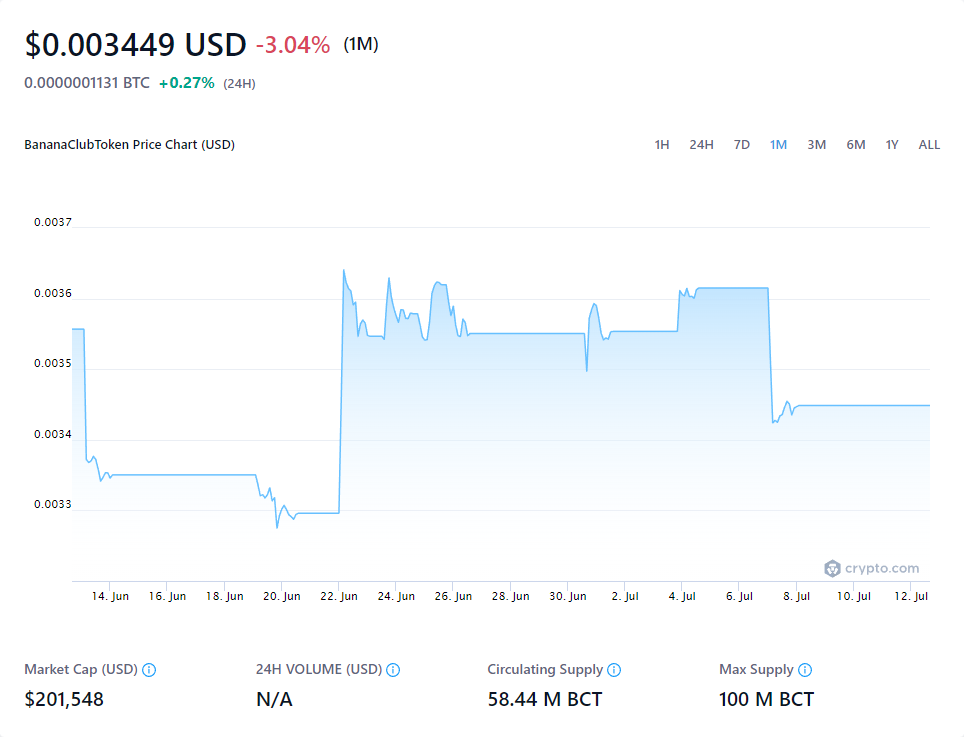 $0.003449 USD -3.04% (1M)
0.0000001131 BTC +0.27% (24H)
BananaClubToken Price Chart (USD) 1H 24H 7D 1M 3M 6M 1Y ALL
0.0037
0.0036
0.0035
0.0034
0.0033
crypto.com
14. Jun 16. Jun 18. Jun 20. Jun 22. Jun 24. Jun 26. Jun 28. Jun 30. Jun 2. Jul 4. Jul 6. Jul 8. Jul 10. Jul 12. Jul
Market Cap (USD) 24H VOLUME (USD) Circulating Supply Max Supply
$201,548 N/A 58.44 M BCT 100 M BCT